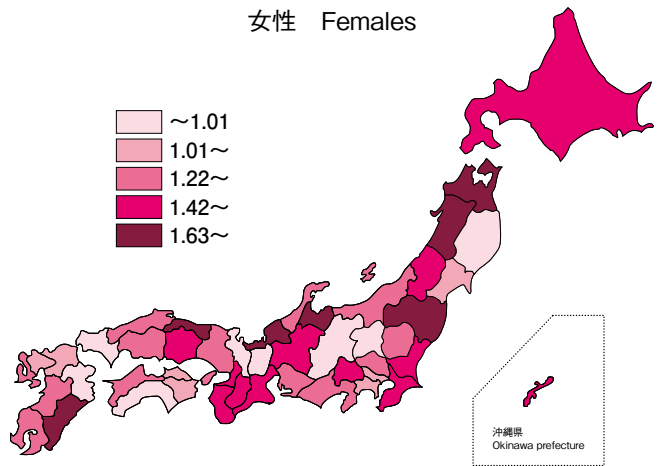 女性　Females
～1.01
1.01～
1.22～
1.42～
1.63～
沖縄県
Okinawa prefecture